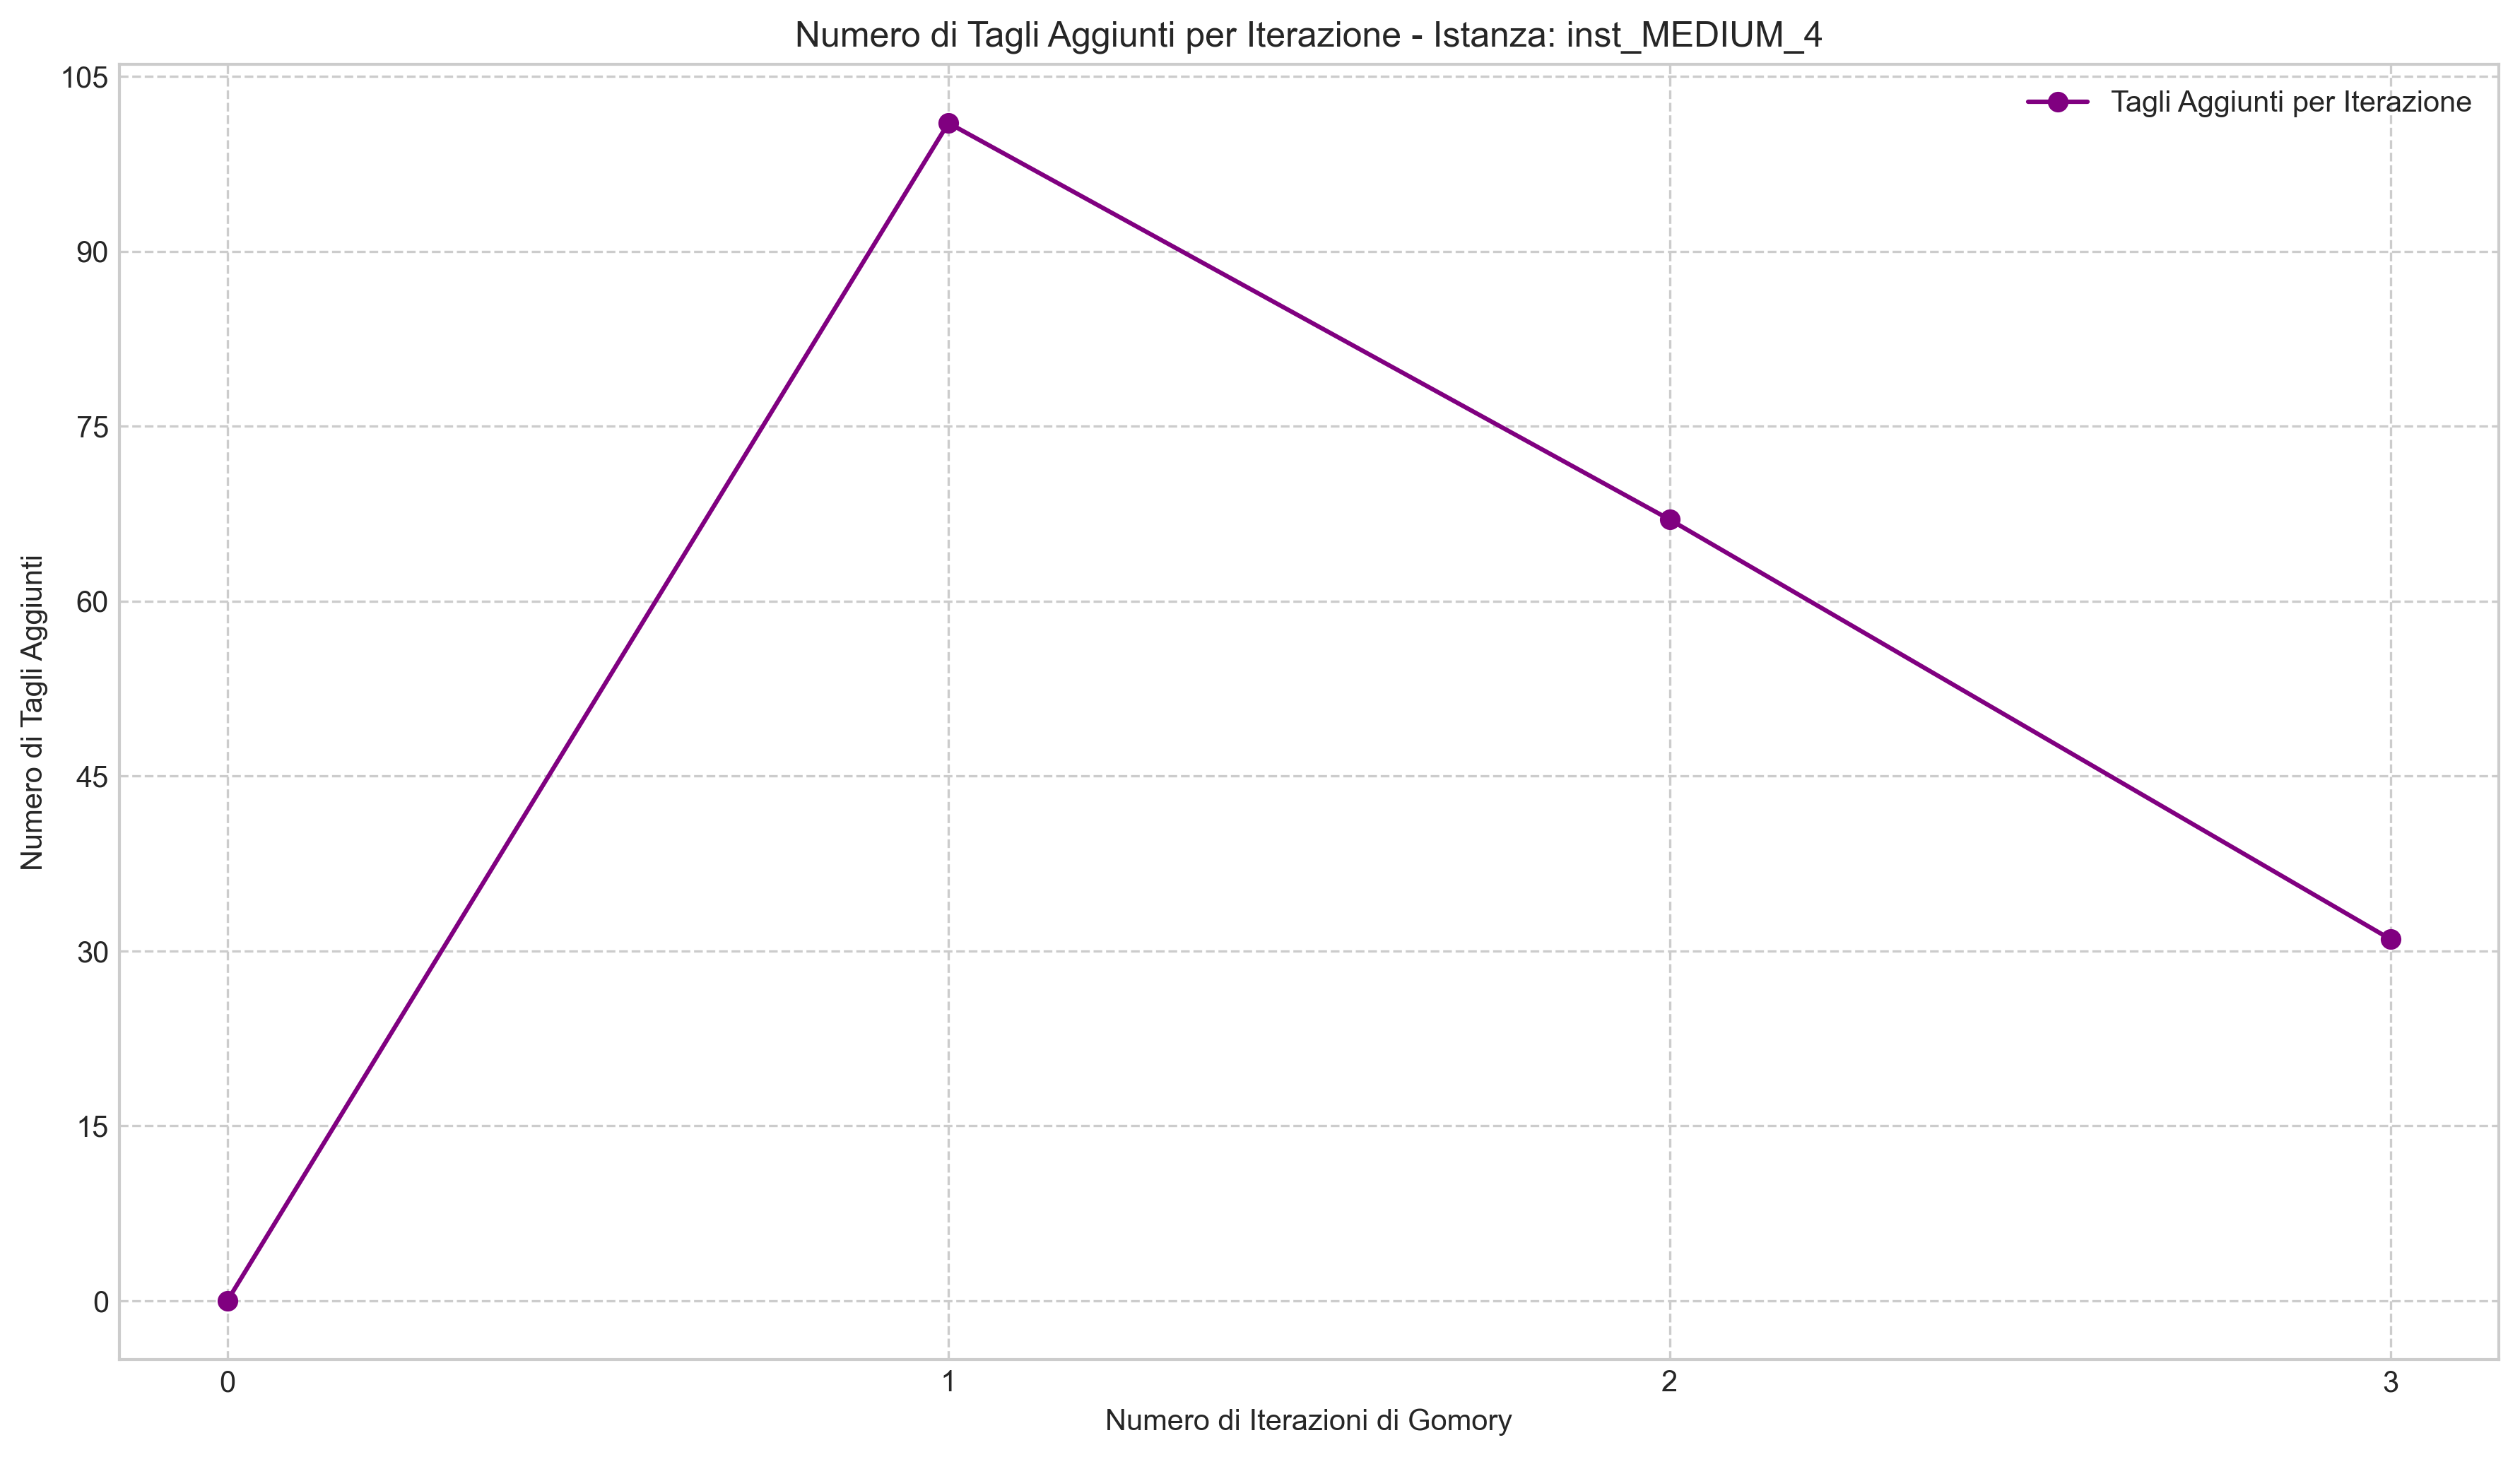 Numero di Tagli Aggiunti per Iterazione - Istanza: inst_MEDIUM_4
Tagli Aggiunti per Iterazione
Numero di Tagli Aggiunti
105
90
75
60
45
30
15
0
0 1 2 3
Numero di Iterazioni di Gomory